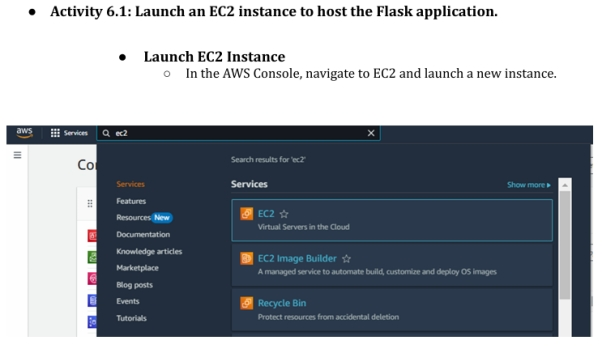 ● Activity 6.1: Launch an EC2 instance to host the Flask application.
● Launch EC2 Instance
○ In the AWS Console, navigate to EC2 and launch a new instance.
aws Services ec2 X
Search results for 'ec2'
Services
Features
Resources New
Documentation
Knowledge articles
Marketplace
Blog posts
Events
Tutorials
Services Show more ▸
EC2 ☆
Virtual Servers in the Cloud
EC2 Image Builder ☆
A managed service to automate build, customize and deploy OS images
Recycle Bin
Protect resources from accidental deletion